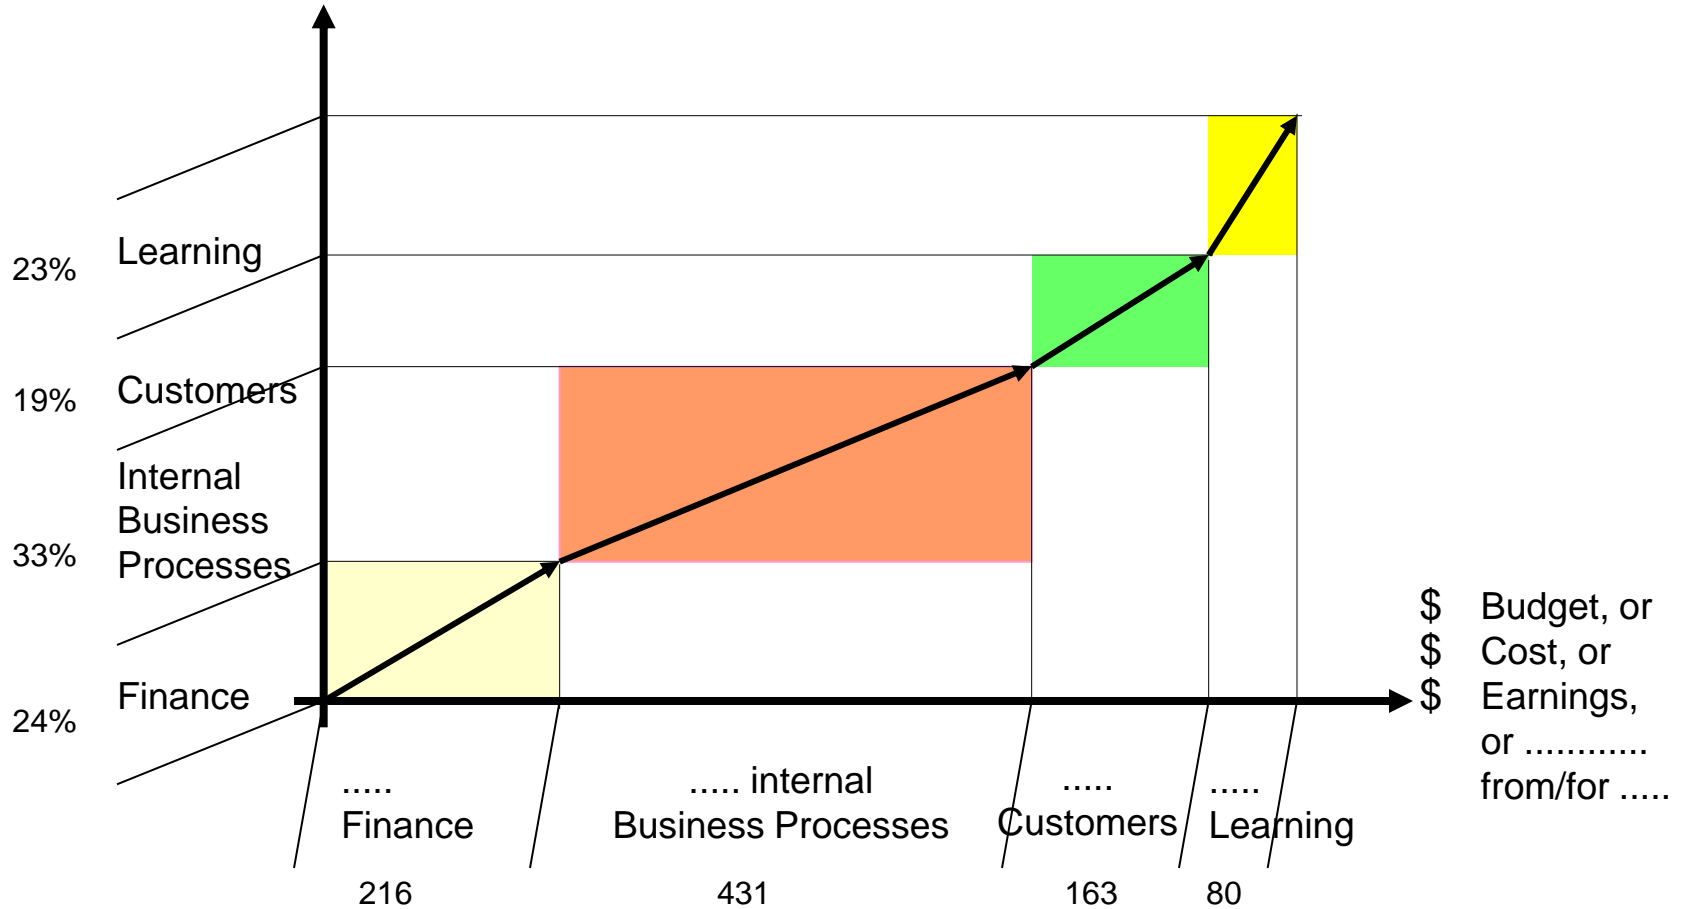 Learning
23%
Customers
19%
Internal
Business
Processes
33%
Finance
24%
$ Budget, or
$ Cost, or
$ Earnings,
or ............
from/for .....
.....
Finance
..... internal
Business Processes
.....
Customers
.....
Learning
216
431
163
80